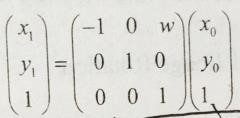 ( x₁ )   ( -1 0 w ) ( x₀ )
( y₁ ) = ( 0 1 0 ) ( y₀ )
( 1 )   ( 0 0 1 ) ( 1 )